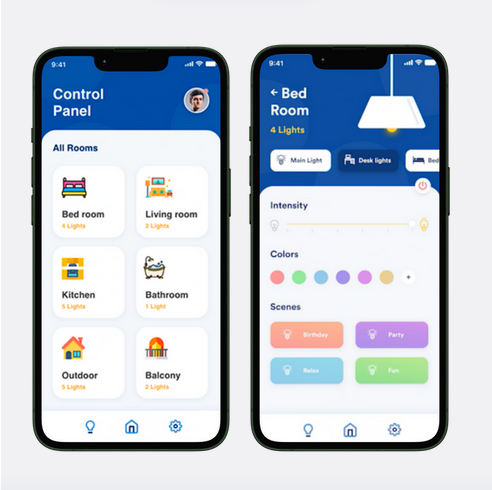 9:41
Control
Panel
All Rooms
Bed room
4 Lights
Living room
2 Lights
Kitchen
5 Lights
Bathroom
1 Light
Outdoor
5 Lights
Balcony
2 Lights
9:41
← Bed
Room
4 Lights
Main Light
Desk lights
Bed
Intensity
Colors
+
Scenes
Birthday
Party
Relax
Fun